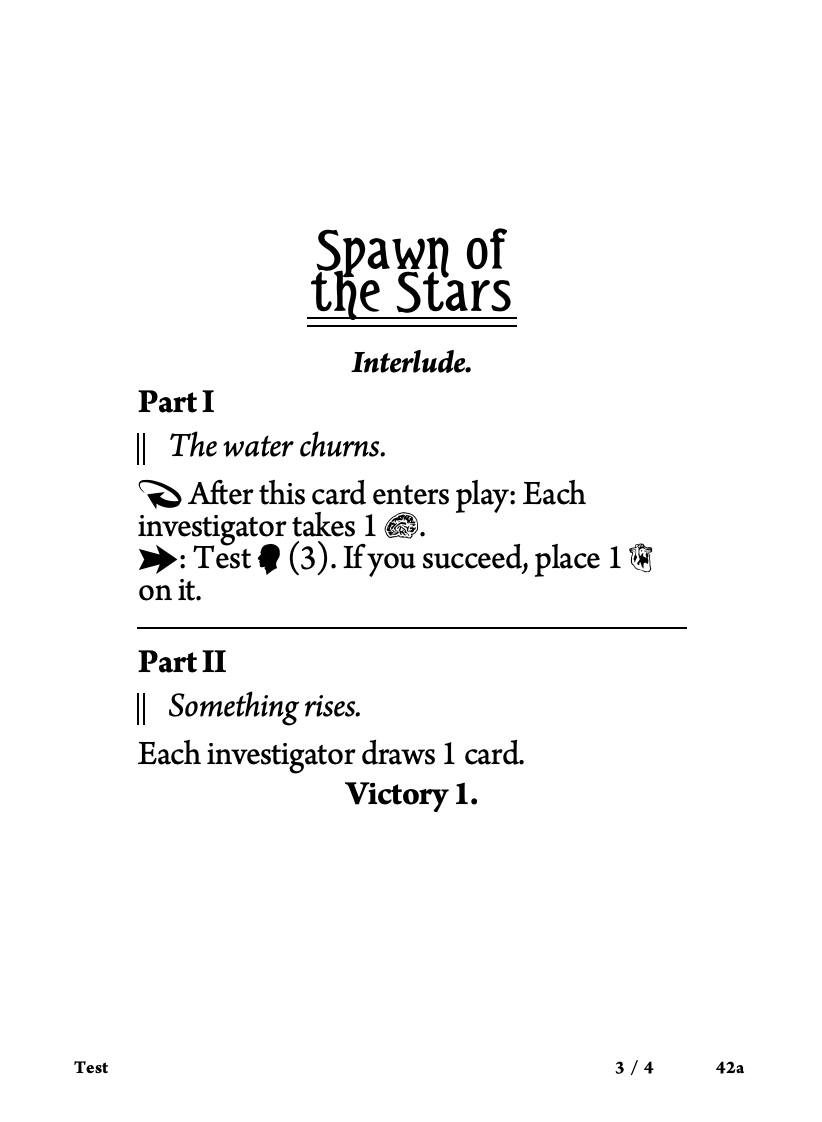 Spawn of
the Stars
Interlude.
Part I
The water churns.
After this card enters play: Each
investigator takes 1 .
: Test (3). If you succeed, place 1
on it.
Part II
Something rises.
Each investigator draws 1 card.
Victory 1.
Test 3 / 4 42a